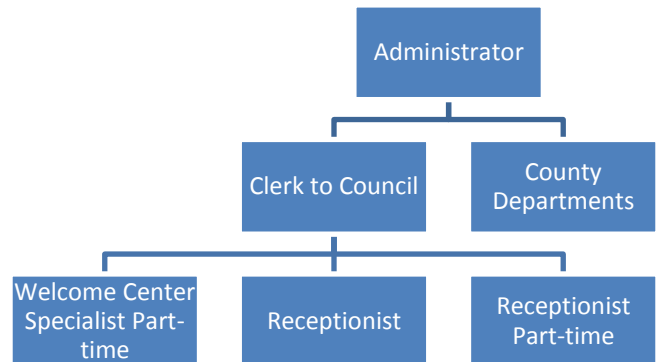 Administrator
Clerk to Council
County
Departments
Welcome Center
Specialist Part-
time
Receptionist
Receptionist
Part-time